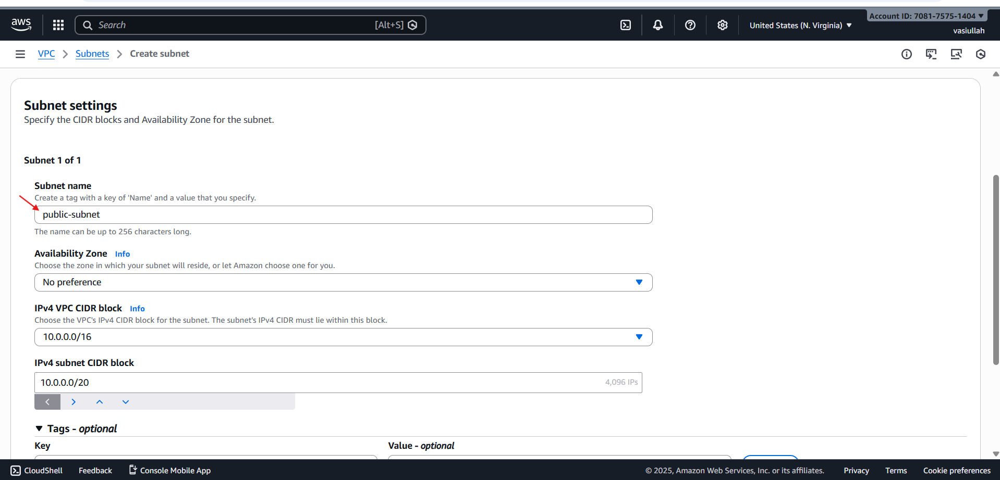 aws
Search [Alt+S]
United States (N. Virginia)
Account ID: 7081-7575-1404
vasiullah
VPC Subnets Create subnet
Subnet settings
Specify the CIDR blocks and Availability Zone for the subnet.
Subnet 1 of 1
Subnet name
Create a tag with a key of 'Name' and a value that you specify.
public-subnet
The name can be up to 256 characters long.
Availability Zone Info
Choose the zone in which your subnet will reside, or let Amazon choose one for you.
No preference
IPv4 VPC CIDR block Info
Choose the VPC's IPv4 CIDR block for the subnet. The subnet's IPv4 CIDR must lie within this block.
10.0.0.0/16
IPv4 subnet CIDR block
10.0.0.0/20 4,096 IPs
Tags - optional
Key Value - optional
CloudShell Feedback Console Mobile App © 2025, Amazon Web Services, Inc. or its affiliates. Privacy Terms Cookie preferences